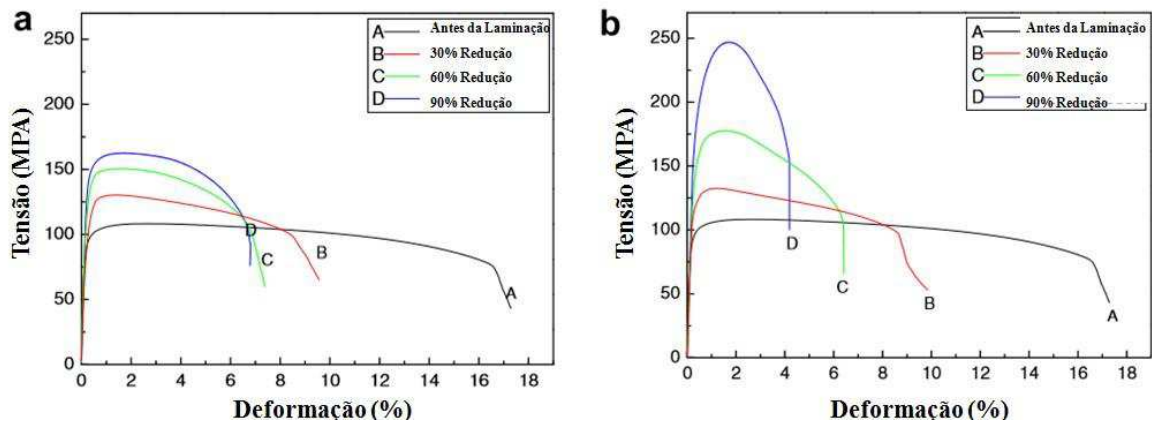 a
A Antes da Laminação
B 30% Redução
C 60% Redução
D 90% Redução
Tensão (MPA)
250
200
150
100
50
0
D
C
B
A
0 2 4 6 8 10 12 14 16 18
Deformação (%)
b
A Antes da Laminação
B 30% Redução
C 60% Redução
D 90% Redução
Tensão (MPA)
250
200
150
100
50
0
D
C
B
A
0 2 4 6 8 10 12 14 16 18
Deformação (%)